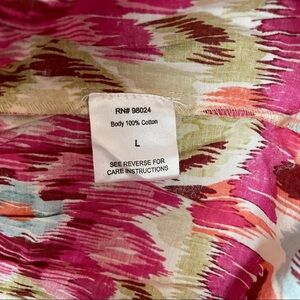 RN# 98024
Body 100% Cotton
L
SEE REVERSE FOR
CARE INSTRUCTIONS